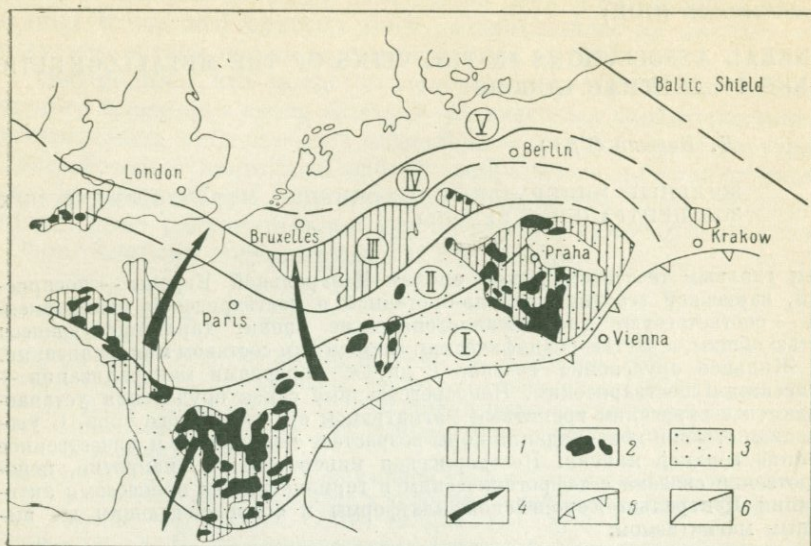 Baltic Shield
V
London
Berlin
IV
Bruxelles
III
Krakow
Praha
II
Paris
Vienna
I
1 2 3
4 5 6